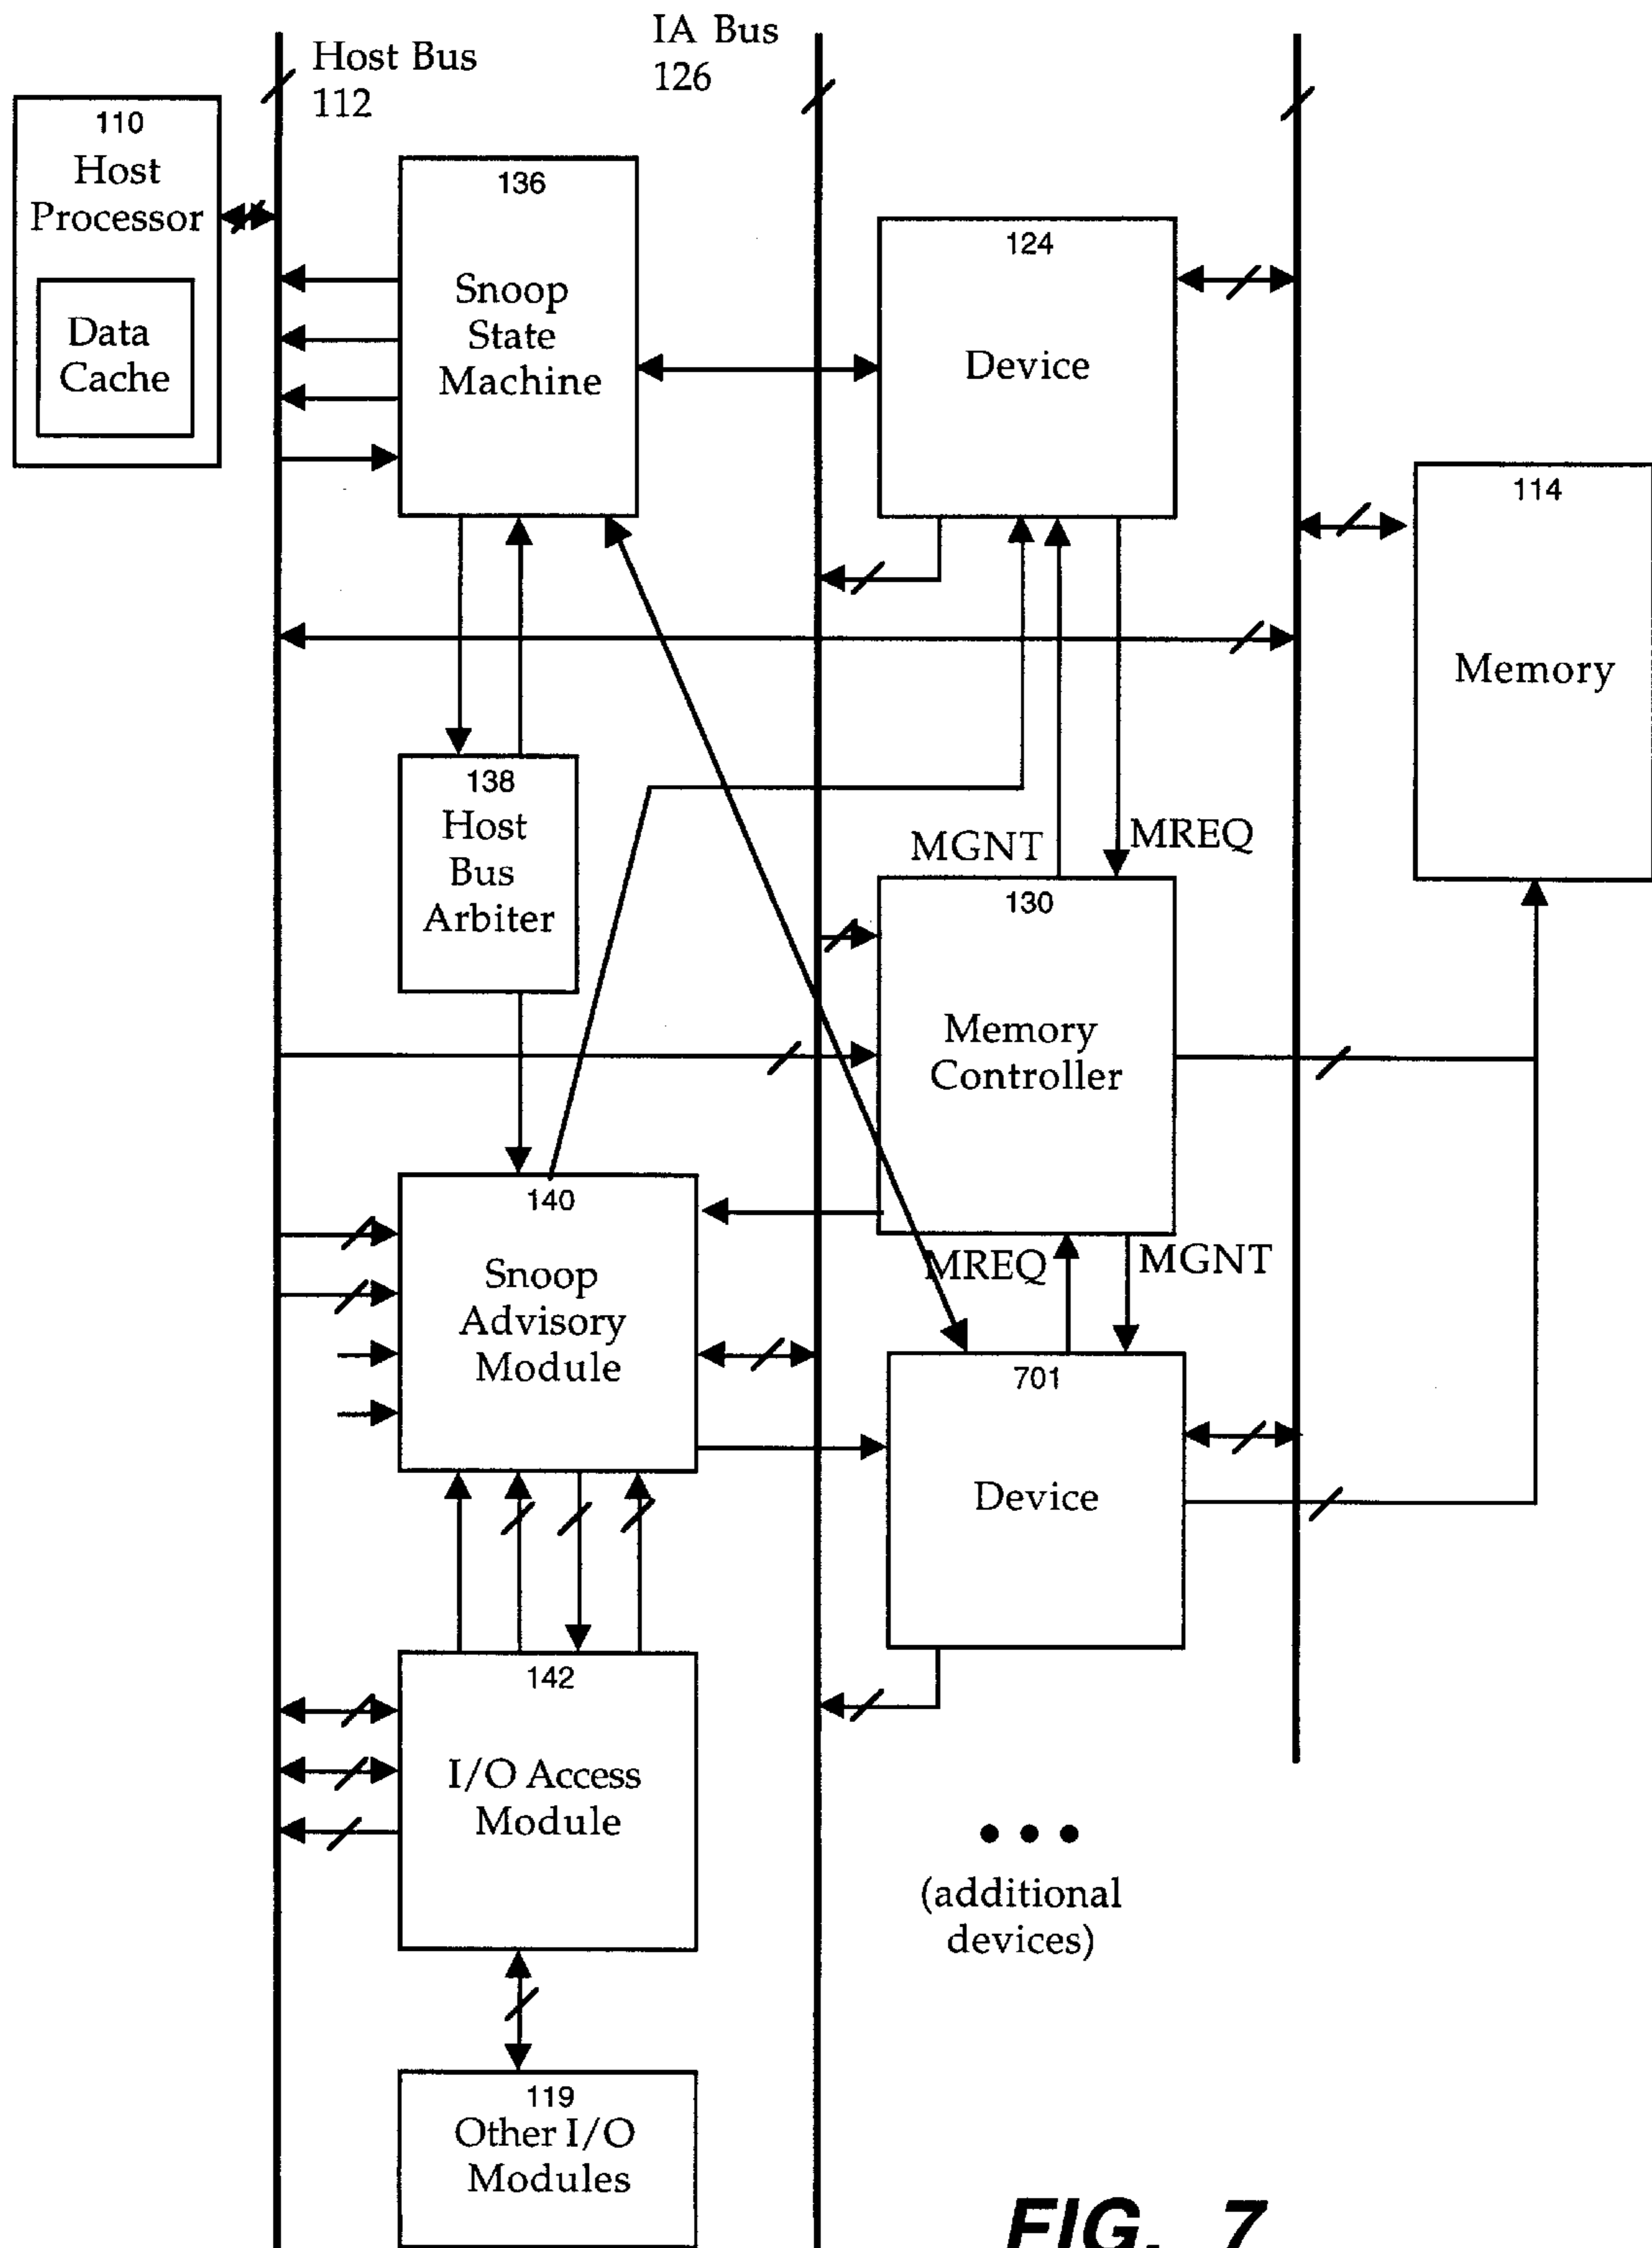 Host Bus
112
IA Bus
126
110
Host
Processor
Data
Cache
136
Snoop
State
Machine
124
Device
114
Memory
138
Host
Bus
Arbiter
MGNT
MREQ
130
Memory
Controller
140
Snoop
Advisory
Module
MREQ
MGNT
701
Device
142
I/O Access
Module
• • •
(additional
devices)
119
Other I/O
Modules
FIG. 7